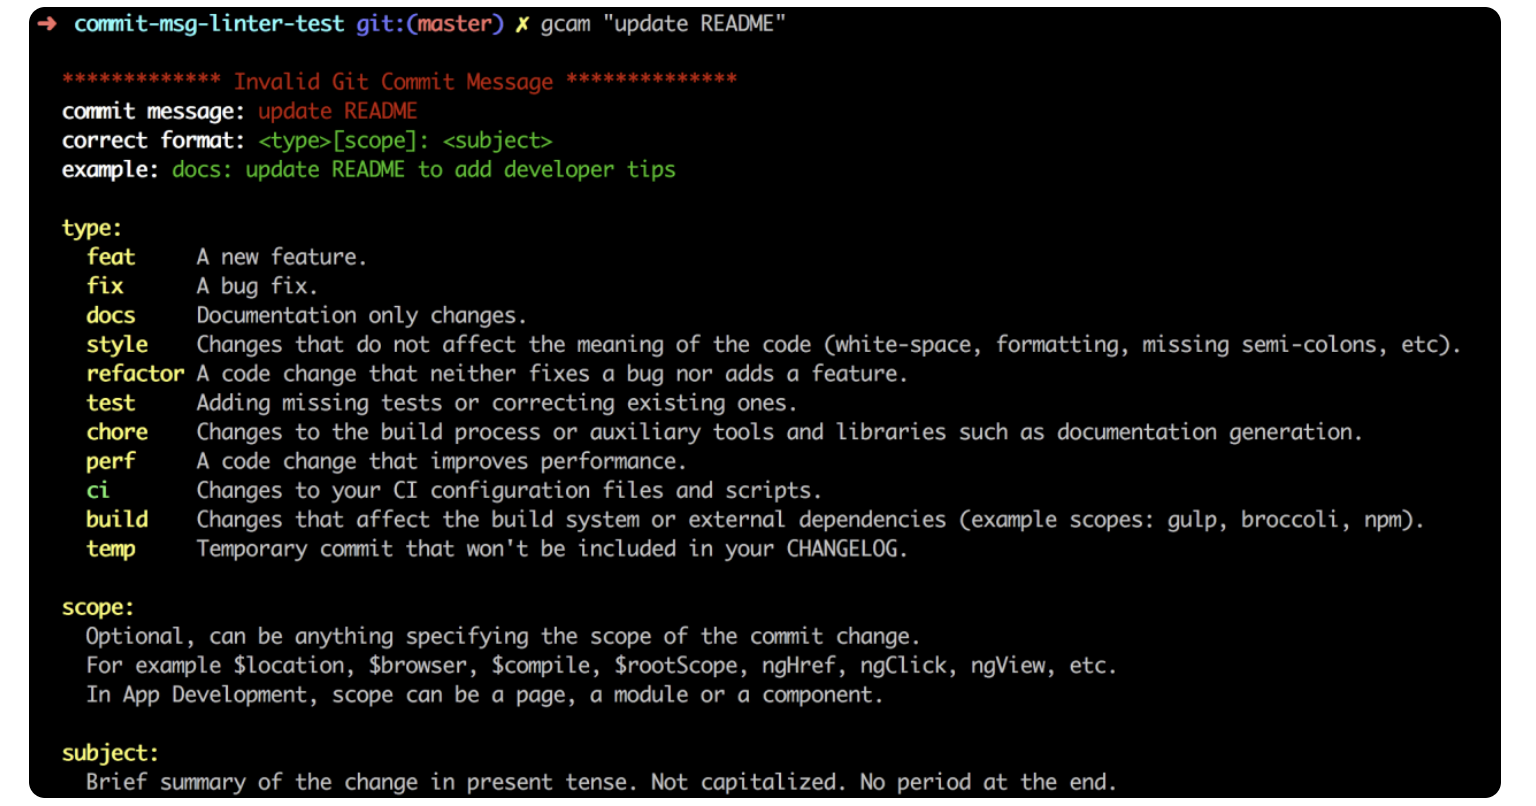 ➜ commit-msg-linter-test git:(master) ✗ gcam "update README"
************* Invalid Git Commit Message **************
commit message: update README
correct format: <type>[scope]: <subject>
example: docs: update README to add developer tips
type:
feat A new feature.
fix A bug fix.
docs Documentation only changes.
style Changes that do not affect the meaning of the code (white-space, formatting, missing semi-colons, etc).
refactor A code change that neither fixes a bug nor adds a feature.
test Adding missing tests or correcting existing ones.
chore Changes to the build process or auxiliary tools and libraries such as documentation generation.
perf A code change that improves performance.
ci Changes to your CI configuration files and scripts.
build Changes that affect the build system or external dependencies (example scopes: gulp, broccoli, npm).
temp Temporary commit that won't be included in your CHANGELOG.
scope:
Optional, can be anything specifying the scope of the commit change.
For example $location, $browser, $compile, $rootScope, ngHref, ngClick, ngView, etc.
In App Development, scope can be a page, a module or a component.
subject:
Brief summary of the change in present tense. Not capitalized. No period at the end.